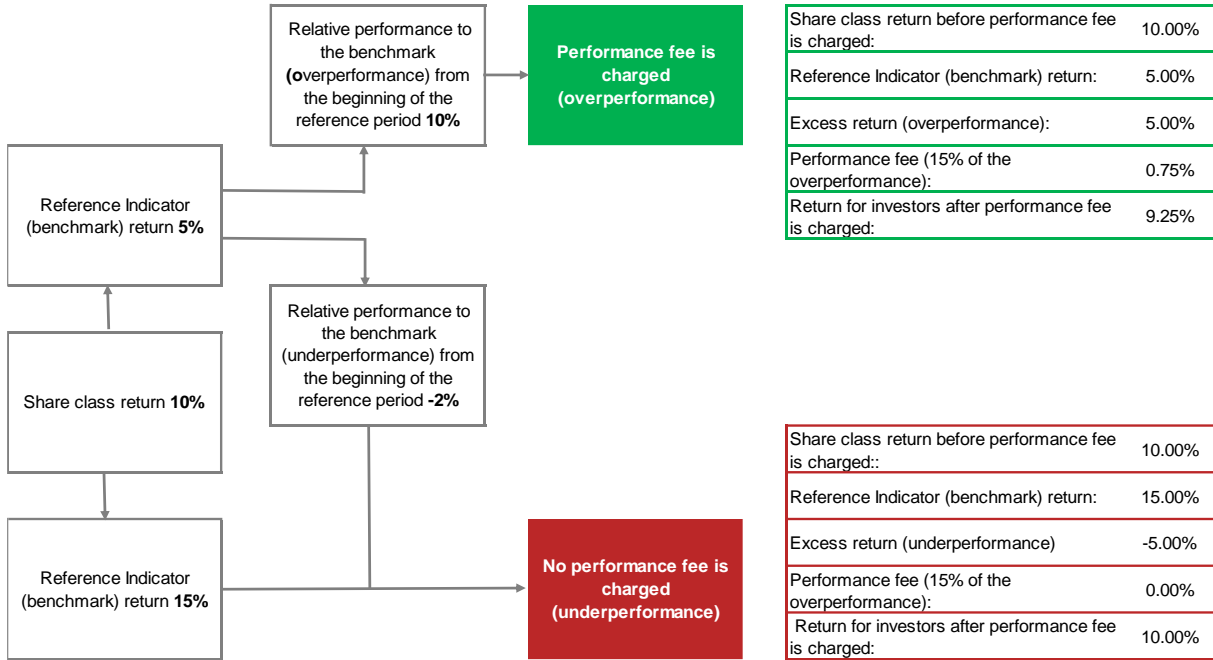 Relative performance to
the benchmark
(overperformance) from
the beginning of the
reference period 10%
Performance fee is
charged
(overperformance)
Reference Indicator
(benchmark) return 5%
Relative performance to
the benchmark
(underperformance) from
the beginning of the
reference period -2%
Share class return 10%
Reference Indicator
(benchmark) return 15%
No performance fee is
charged
(underperformance)
Share class return before performance fee
is charged: 10.00%
Reference Indicator (benchmark) return: 5.00%
Excess return (overperformance): 5.00%
Performance fee (15% of the
overperformance): 0.75%
Return for investors after performance fee
is charged: 9.25%
Share class return before performance fee
is charged:: 10.00%
Reference Indicator (benchmark) return: 15.00%
Excess return (underperformance) -5.00%
Performance fee (15% of the
overperformance): 0.00%
Return for investors after performance fee
is charged: 10.00%